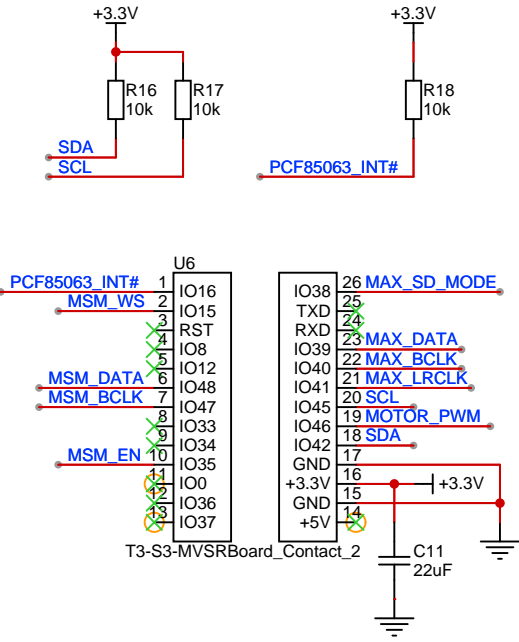 +3.3V
+3.3V
R16
10k
R17
10k
R18
10k
SDA
SCL
PCF85063_INT#
U6
PCF85063_INT# 1 IO16
MSM_WS 2 IO15
3 RST
4 IO8
5 IO12
MSM_DATA 6 IO48
MSM_BCLK 7 IO47
8 IO33
9 IO34
MSM_EN 10 IO35
11 IO0
12 IO36
13 IO37
IO38 26 MAX_SD_MODE
TXD 25
RXD 24
IO39 23 MAX_DATA
IO40 22 MAX_BCLK
IO41 21 MAX_LRCLK
IO45 20 SCL
IO46 19 MOTOR_PWM
IO42 18 SDA
GND 17
+3.3V 16 +3.3V
GND 15
+5V 14
T3-S3-MVSRBoard_Contact_2
C11
22uF